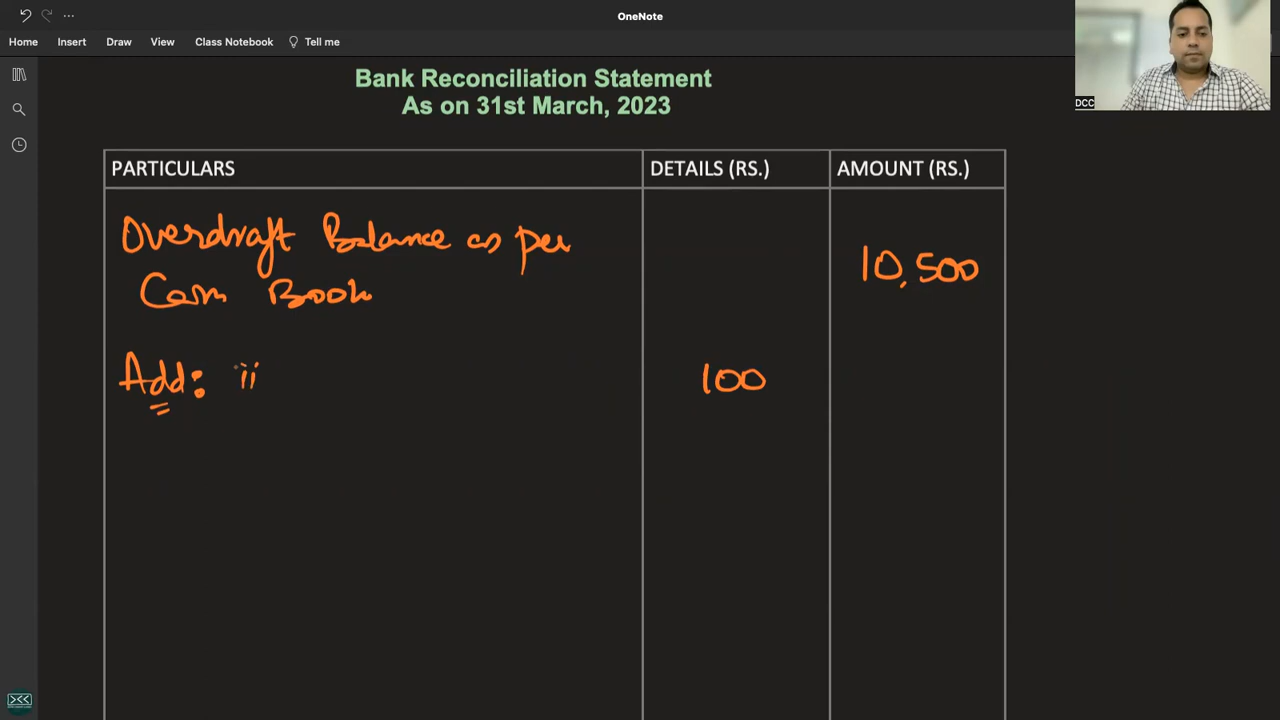 OneNote
Home Insert Draw View Class Notebook Tell me
DCC
Bank Reconciliation Statement
As on 31st March, 2023
PARTICULARS DETAILS (RS.) AMOUNT (RS.)
Overdraft Balance as per
Cash Book 10,500
Add: ii 100